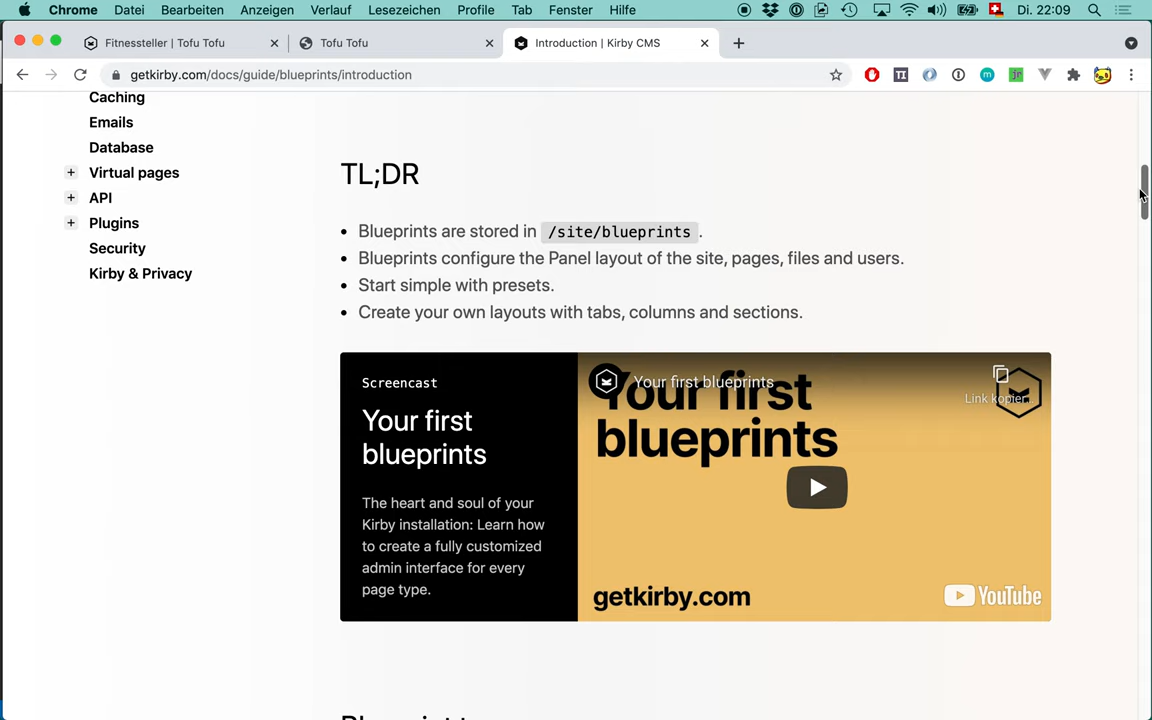 Chrome Datei Bearbeiten Anzeigen Verlauf Lesezeichen Profile Tab Fenster Hilfe Di. 22:09
Fitnessteller | Tofu Tofu
Tofu Tofu
Introduction | Kirby CMS
getkirby.com/docs/guide/blueprints/introduction
Caching
Emails
Database
Virtual pages
API
Plugins
Security
Kirby & Privacy
TL;DR
Blueprints are stored in /site/blueprints.
Blueprints configure the Panel layout of the site, pages, files and users.
Start simple with presets.
Create your own layouts with tabs, columns and sections.
Screencast
Your first
blueprints
The heart and soul of your
Kirby installation: Learn how
to create a fully customized
admin interface for every
page type.
Your first blueprints
Link kopier...
Your first
blueprints
getkirby.com
YouTube